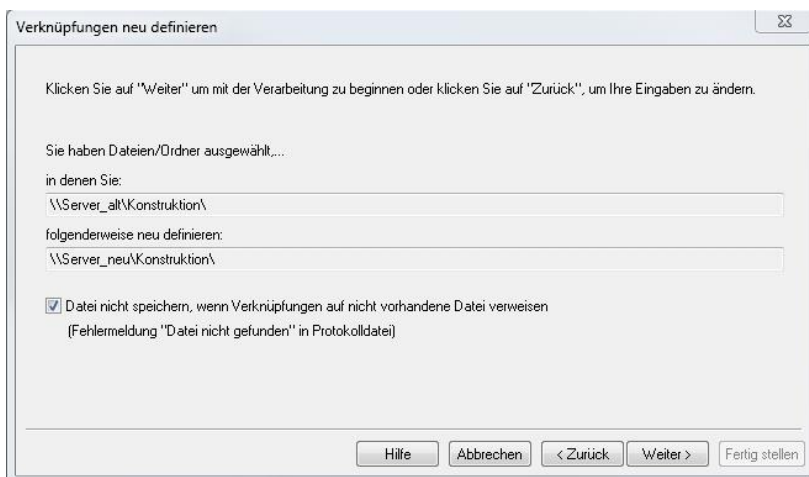 Verknüpfungen neu definieren
Klicken Sie auf "Weiter" um mit der Verarbeitung zu beginnen oder klicken Sie auf "Zurück", um Ihre Eingaben zu ändern.
Sie haben Dateien/Ordner ausgewählt,...
in denen Sie:
\\Server_alt\Konstruktion\
folgenderweise neu definieren:
\\Server_neu\Konstruktion\
Datei nicht speichern, wenn Verknüpfungen auf nicht vorhandene Datei verweisen
(Fehlermeldung "Datei nicht gefunden" in Protokolldatei)
Hilfe Abbrechen < Zurück Weiter > Fertig stellen